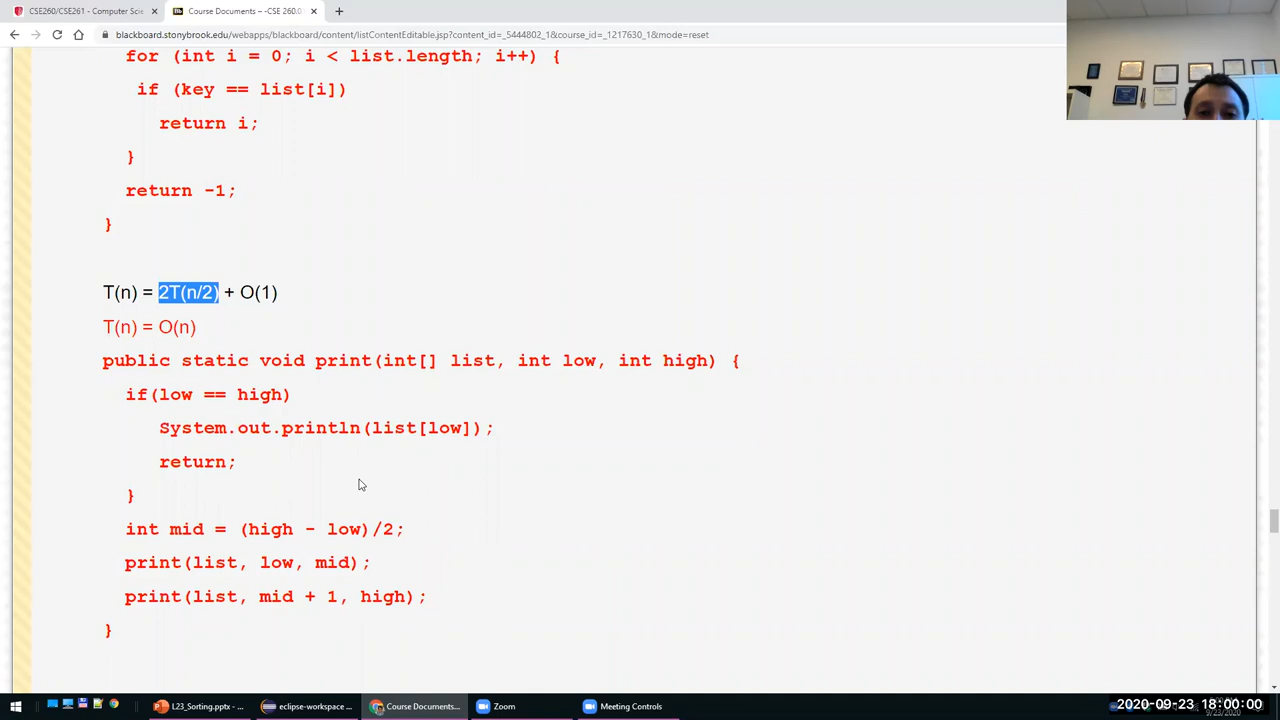 CSE260/CSE261 - Computer Scien
Course Documents – -CSE 260.0
blackboard.stonybrook.edu/webapps/blackboard/content/listContentEditable.jsp?content_id=_5444802_1&course_id=_1217630_1&mode=reset
for (int i = 0; i < list.length; i++) {
if (key == list[i])
return i;
}
return -1;
}
T(n) = 2T(n/2) + O(1)
T(n) = O(n)
public static void print(int[] list, int low, int high) {
if(low == high)
System.out.println(list[low]);
return;
}
int mid = (high - low)/2;
print(list, low, mid);
print(list, mid + 1, high);
}
L23_Sorting.pptx - ...
eclipse-workspace ...
Course Documents...
Zoom
Meeting Controls
2020-09-23 18:00:00
9/23/2020